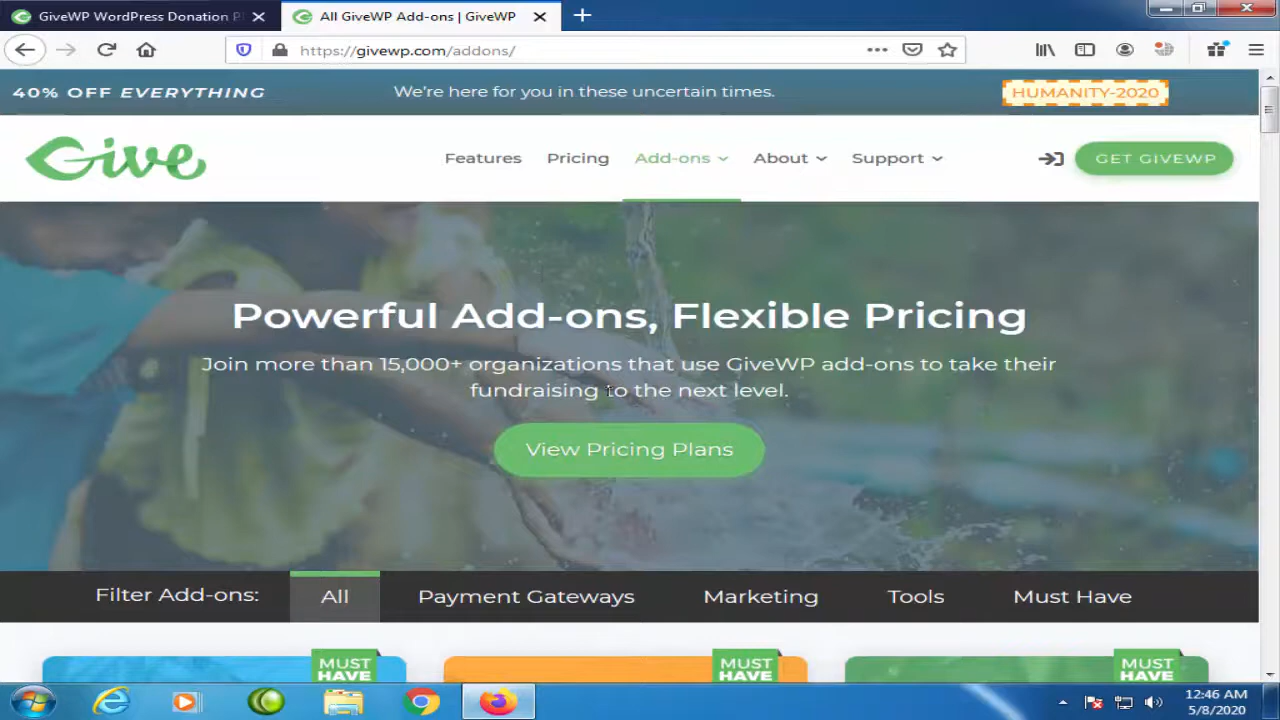 GiveWP WordPress Donation Pl
All GiveWP Add-ons | GiveWP
https://givewp.com/addons/
40% OFF EVERYTHING
We're here for you in these uncertain times.
HUMANITY-2020
Give
Features
Pricing
Add-ons
About
Support
GET GIVEWP
Powerful Add-ons, Flexible Pricing
Join more than 15,000+ organizations that use GiveWP add-ons to take their
fundraising to the next level.
View Pricing Plans
Filter Add-ons:
All
Payment Gateways
Marketing
Tools
Must Have
MUST
HAVE
MUST
HAVE
MUST
HAVE
12:46 AM
5/8/2020